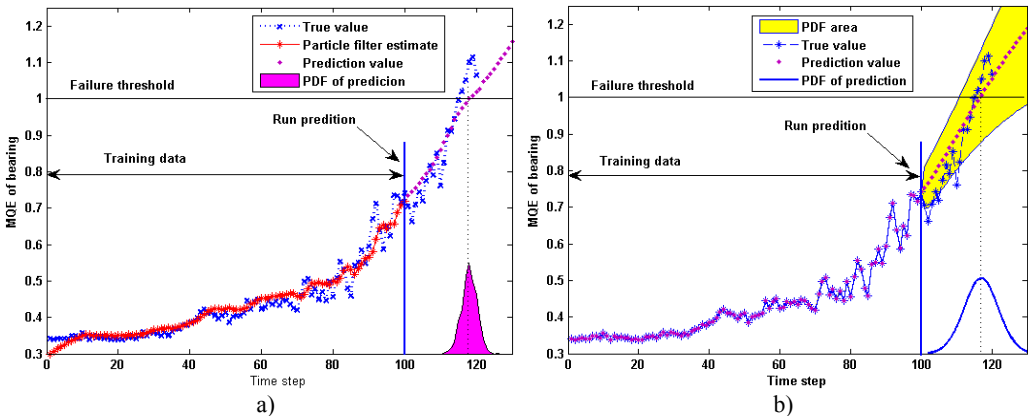 1.2
1.1
1
0.9
0.8
0.7
0.6
0.5
0.4
0.3
MQE of bearing
True value
Particle filter estimate
Prediction value
PDF of predicion
Failure threshold
Run predition
Training data
0 20 40 60 80 100 120
Time step
a)
1.2
1.1
1
0.9
0.8
0.7
0.6
0.5
0.4
0.3
MQE of bearing
PDF area
True value
Prediction value
PDF of prediction
Failure threshold
Run predition
Training data
0 20 40 60 80 100 120
Time step
b)